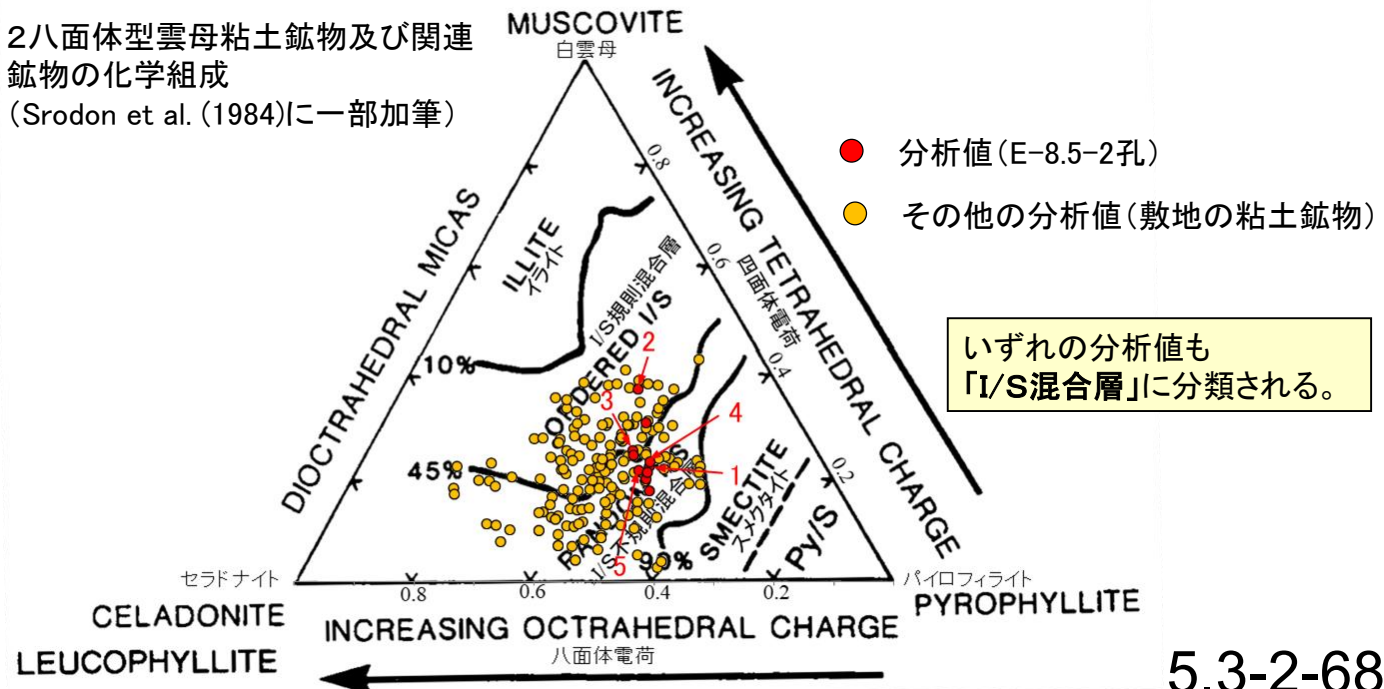 2八面体型雲母粘土鉱物及び関連
鉱物の化学組成
(Srodon et al. (1984)に一部加筆)
MUSCOVITE
白雲母
INCREASING TETRAHEDRAL CHARGE
四面体電荷
分析値(E-8.5-2孔)
その他の分析値(敷地の粘土鉱物)
いずれの分析値も
「I/S混合層」に分類される。
DIOCTRAHEDRAL MICAS
0.8
0.6
0.4
0.2
ILLITE
イライト
I/S規則混合層
ORDERED I/S
10%
45%
90%
2
3
4
1
5
I/S不規則混合層
SMECTITE
スメクタイト
Py/S
セラドナイト
CELADONITE
LEUCOPHYLLITE
0.8
0.6
0.4
0.2
パイロフィライト
PYROPHYLLITE
INCREASING OCTRAHEDRAL CHARGE
八面体電荷
5.3-2-68